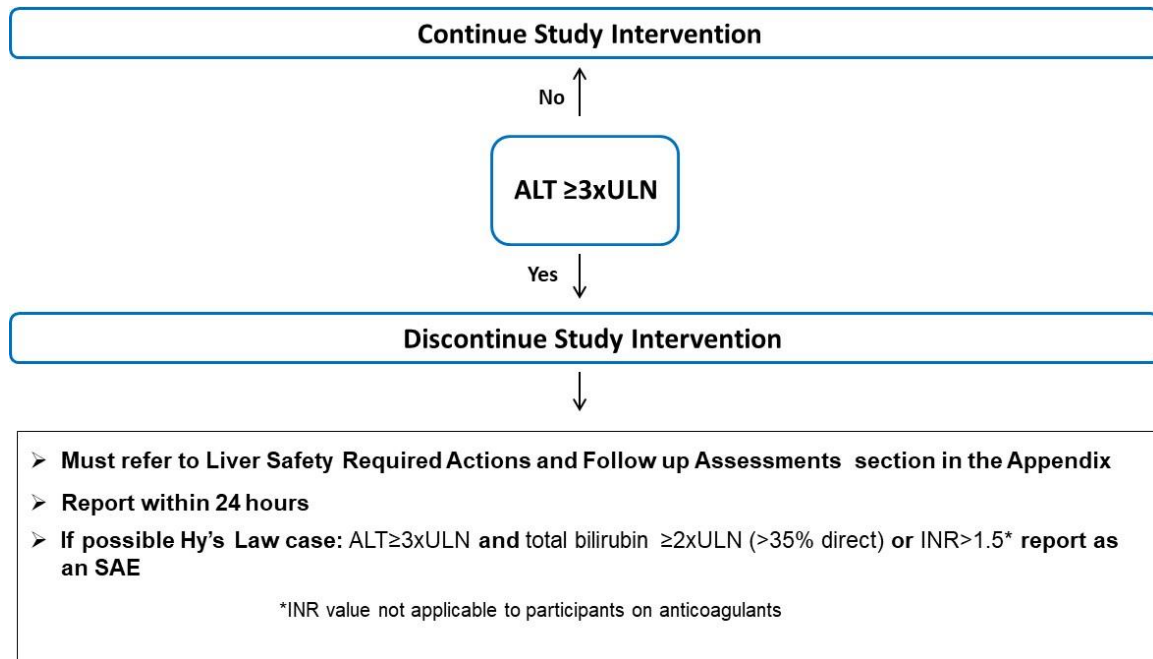 Continue Study Intervention
No
ALT ≥3xULN
Yes
Discontinue Study Intervention
➢ Must refer to Liver Safety Required Actions and Follow up Assessments section in the Appendix
➢ Report within 24 hours
➢ If possible Hy’s Law case: ALT≥3xULN and total bilirubin ≥2xULN (>35% direct) or INR>1.5* report as
an SAE
*INR value not applicable to participants on anticoagulants